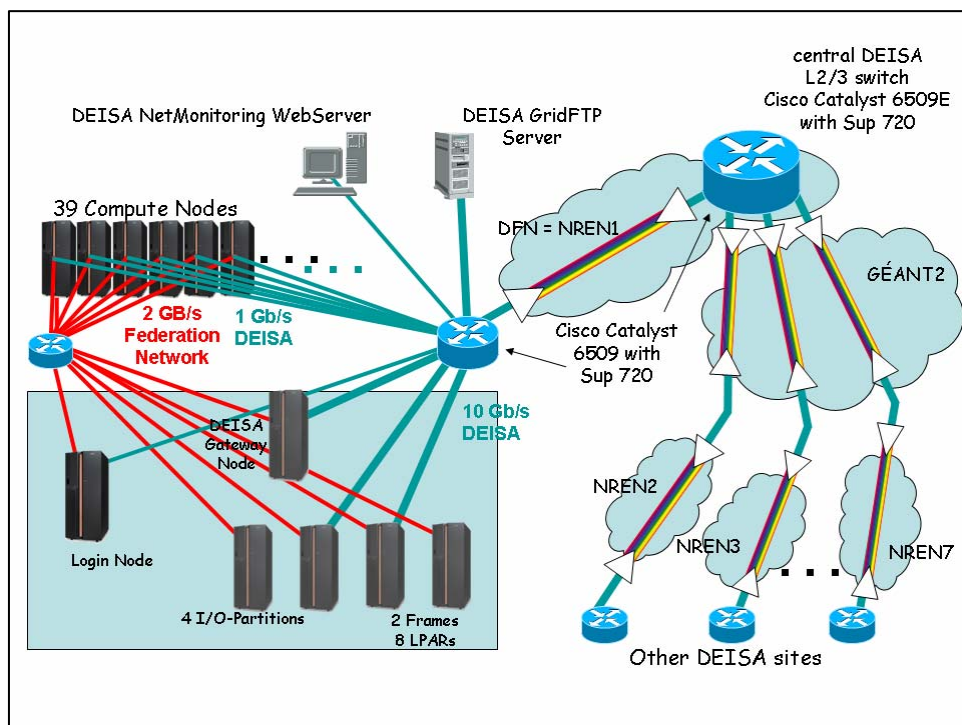 central DEISA
L2/3 switch
Cisco Catalyst 6509E
with Sup 720
DEISA NetMonitoring WebServer
DEISA GridFTP
Server
39 Compute Nodes
DFN = NREN1
GÉANT2
2 GB/s
Federation
Network
1 Gb/s
DEISA
Cisco Catalyst
6509 with
Sup 720
10 Gb/s
DEISA
DEISA
Gateway
Node
Login Node
4 I/O-Partitions
2 Frames
8 LPARs
NREN2
NREN3
NREN7
Other DEISA sites